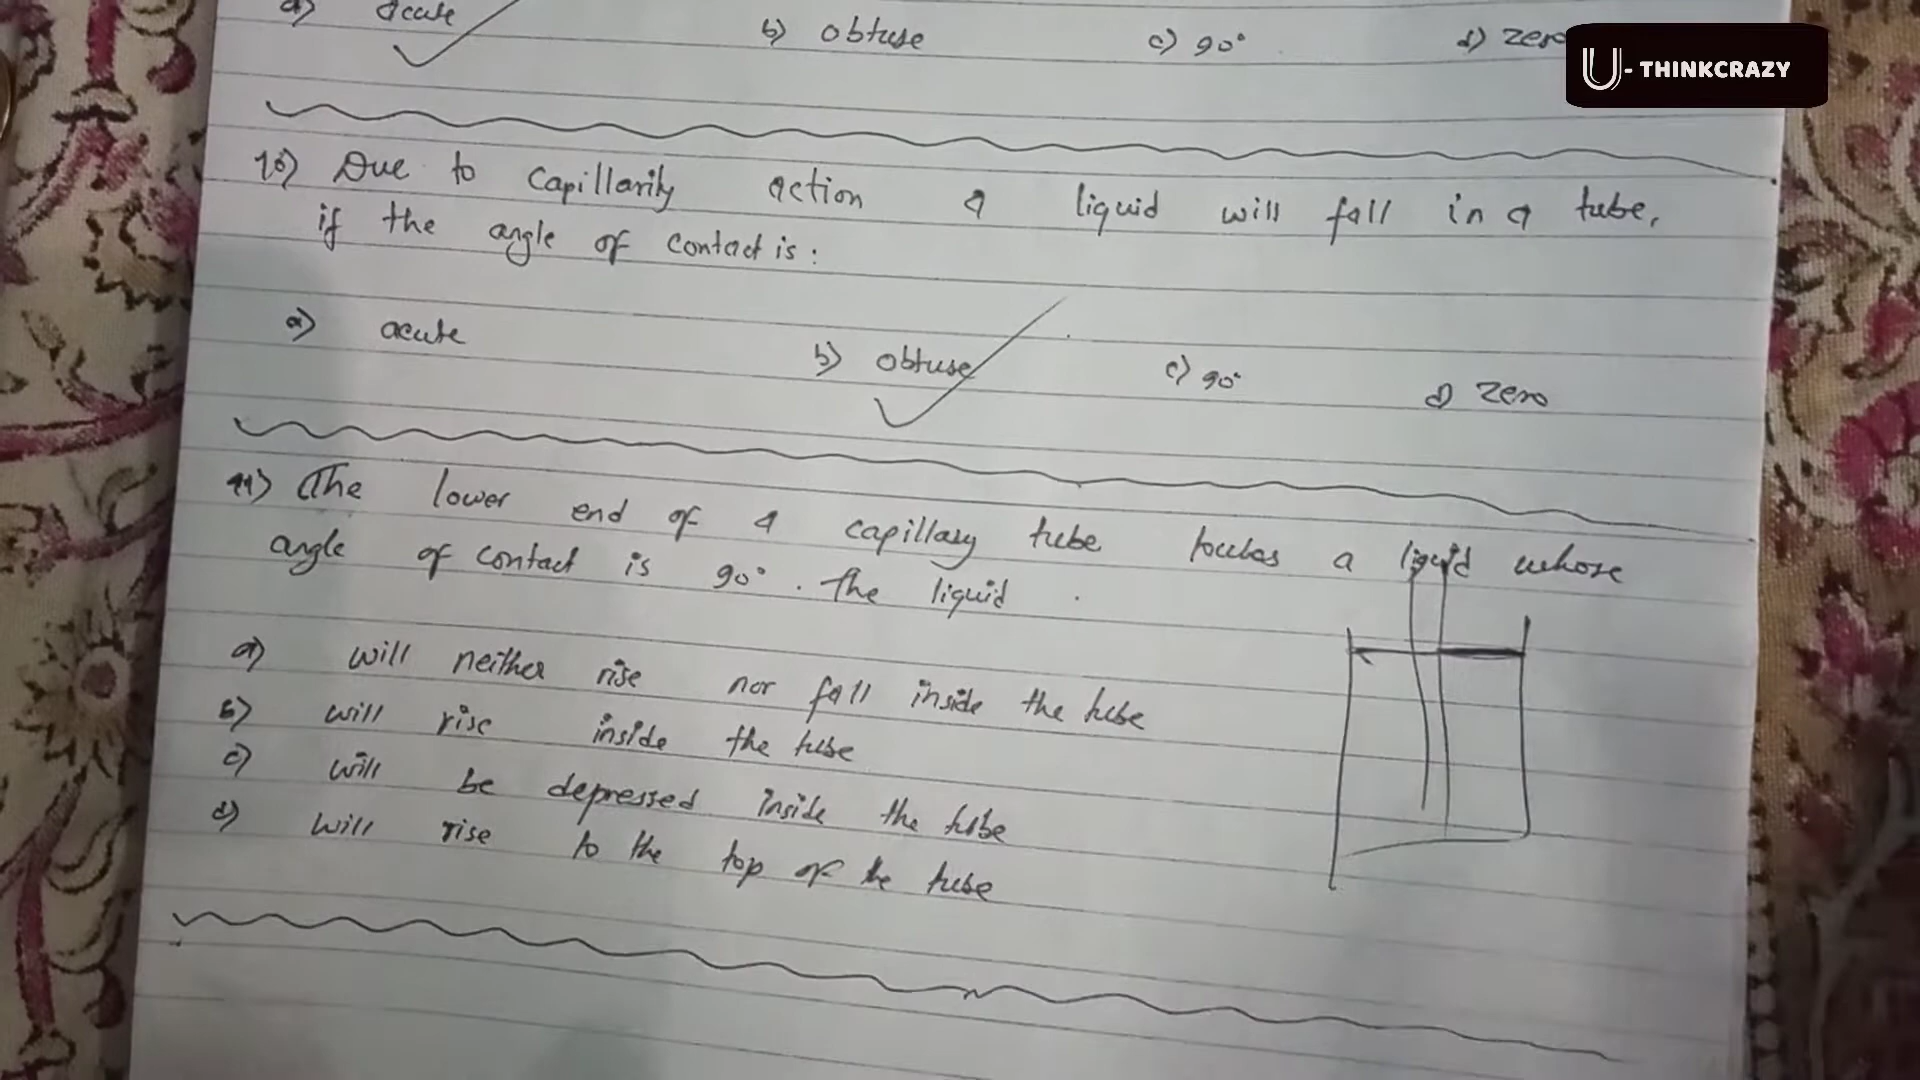 a) acute b) obtuse c) 90° d) zero
U - THINKCRAZY
10) Due to capillarity action a liquid will fall in a tube,
if the angle of contact is :
a) acute b) obtuse c) 90° d) zero
11) The lower end of a capillary tube touches a liquid whose
angle of contact is 90°. The liquid
a) will neither rise nor fall inside the tube
b) will rise inside the tube
c) will be depressed inside the tube
d) will rise to the top of the tube